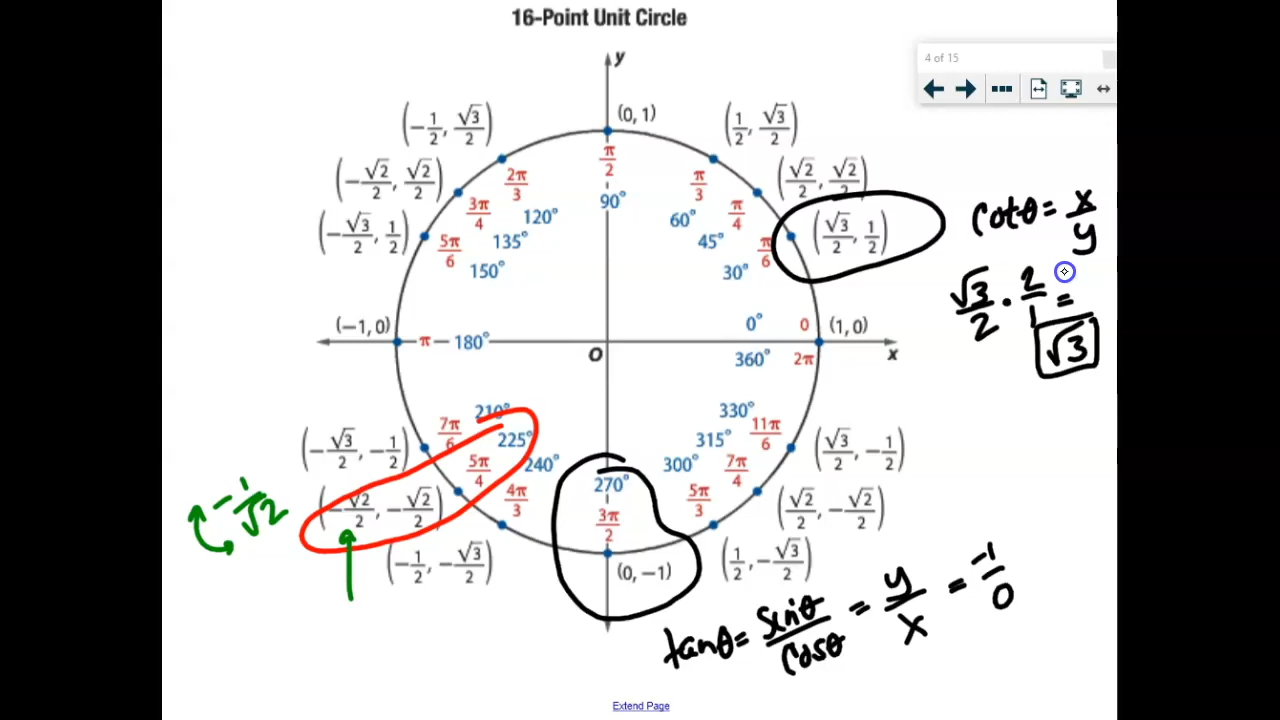 16-Point Unit Circle
4 of 15
y
(0, 1)
(-1/2, √3/2)
(1/2, √3/2)
(-√2/2, √2/2)
(√2/2, √2/2)
(-√3/2, 1/2)
(√3/2, 1/2)
π/2
90°
2π/3
120°
3π/4
135°
5π/6
150°
π/3
60°
π/4
45°
π/6
30°
cotθ = x/y
√3/2 · 2/1 =
√3
(-1, 0)
π
180°
0°
0
(1, 0)
O
360°
2π
x
210°
7π/6
225°
5π/4
240°
4π/3
270°
3π/2
300°
5π/3
315°
7π/4
330°
11π/6
(-√3/2, -1/2)
(√3/2, -1/2)
-1/√2
(-√2/2, -√2/2)
(√2/2, -√2/2)
(-1/2, -√3/2)
(0, -1)
(1/2, -√3/2)
tanθ = sinθ/cosθ = y/x = -1/0
Extend Page